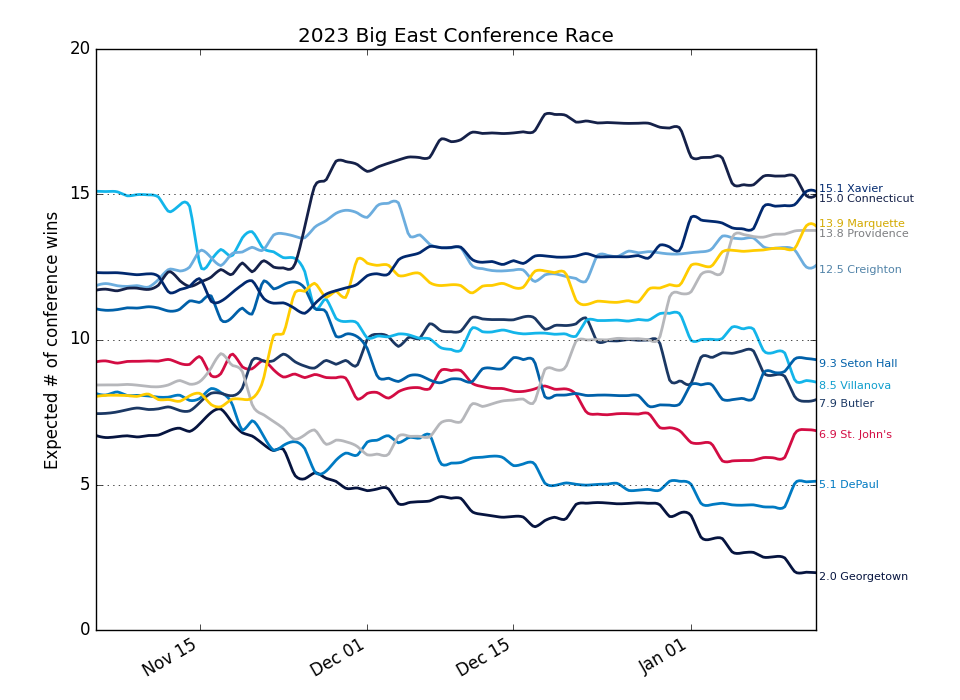 2023 Big East Conference Race
Expected # of conference wins
20
15
10
5
0
15.1 Xavier
15.0 Connecticut
13.9 Marquette
13.8 Providence
12.5 Creighton
9.3 Seton Hall
8.5 Villanova
7.9 Butler
6.9 St. John's
5.1 DePaul
2.0 Georgetown
Nov 15
Dec 01
Dec 15
Jan 01